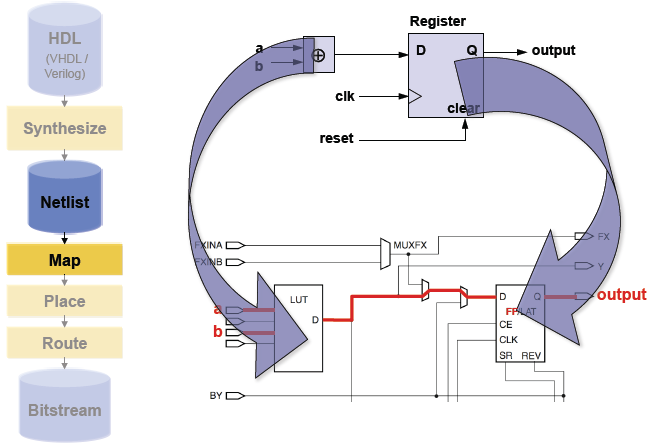 HDL
(VHDL /
Verilog)
Synthesize
Netlist
Map
Place
Route
Bitstream
Register
a
b
⊕
D
Q
output
clk
clear
reset
FXINA
FXINB
MUXFX
FX
Y
LUT
a
b
D
D
Q
output
FF/LAT
CE
CLK
SR
REV
BY